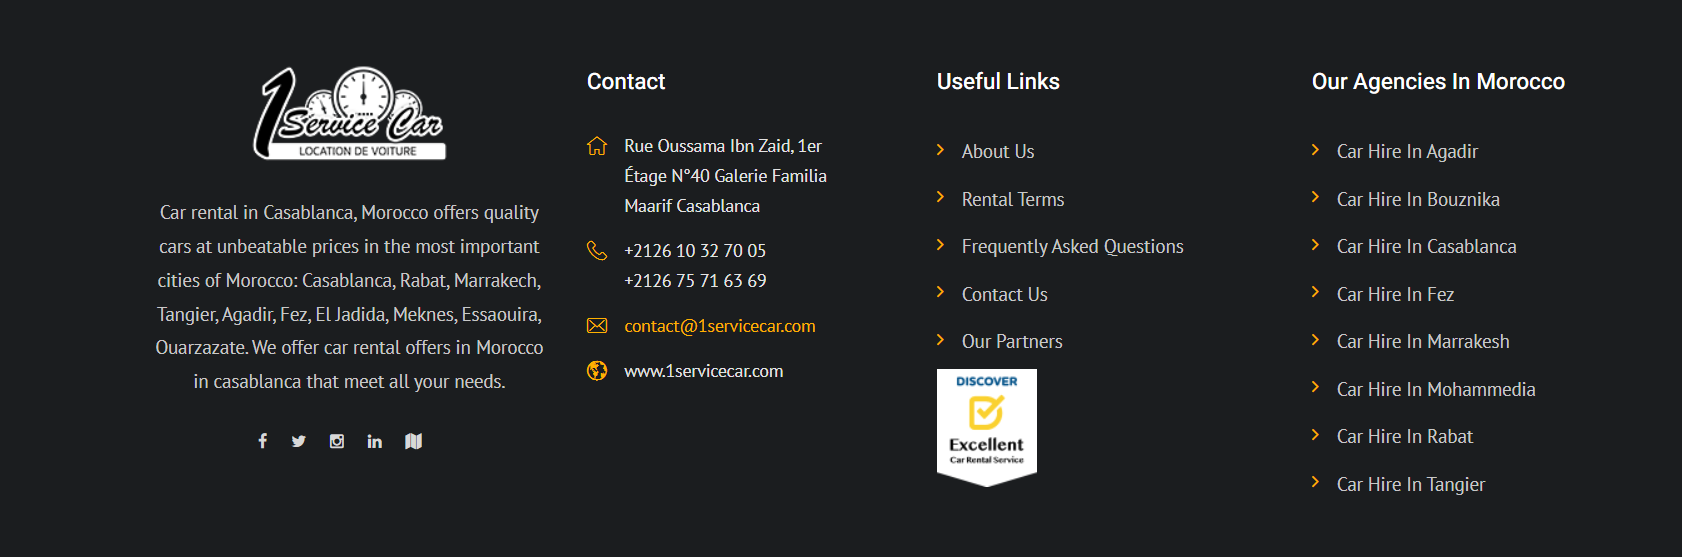 1 Service Car
LOCATION DE VOITURE
Car rental in Casablanca, Morocco offers quality
cars at unbeatable prices in the most important
cities of Morocco: Casablanca, Rabat, Marrakech,
Tangier, Agadir, Fez, El Jadida, Meknes, Essaouira,
Ouarzazate. We offer car rental offers in Morocco
in casablanca that meet all your needs.
Contact
Rue Oussama Ibn Zaid, 1er
Étage N°40 Galerie Familia
Maarif Casablanca
+2126 10 32 70 05
+2126 75 71 63 69
contact@1servicecar.com
www.1servicecar.com
Useful Links
About Us
Rental Terms
Frequently Asked Questions
Contact Us
Our Partners
DISCOVER
Excellent
Car Rental Service
Our Agencies In Morocco
Car Hire In Agadir
Car Hire In Bouznika
Car Hire In Casablanca
Car Hire In Fez
Car Hire In Marrakesh
Car Hire In Mohammedia
Car Hire In Rabat
Car Hire In Tangier